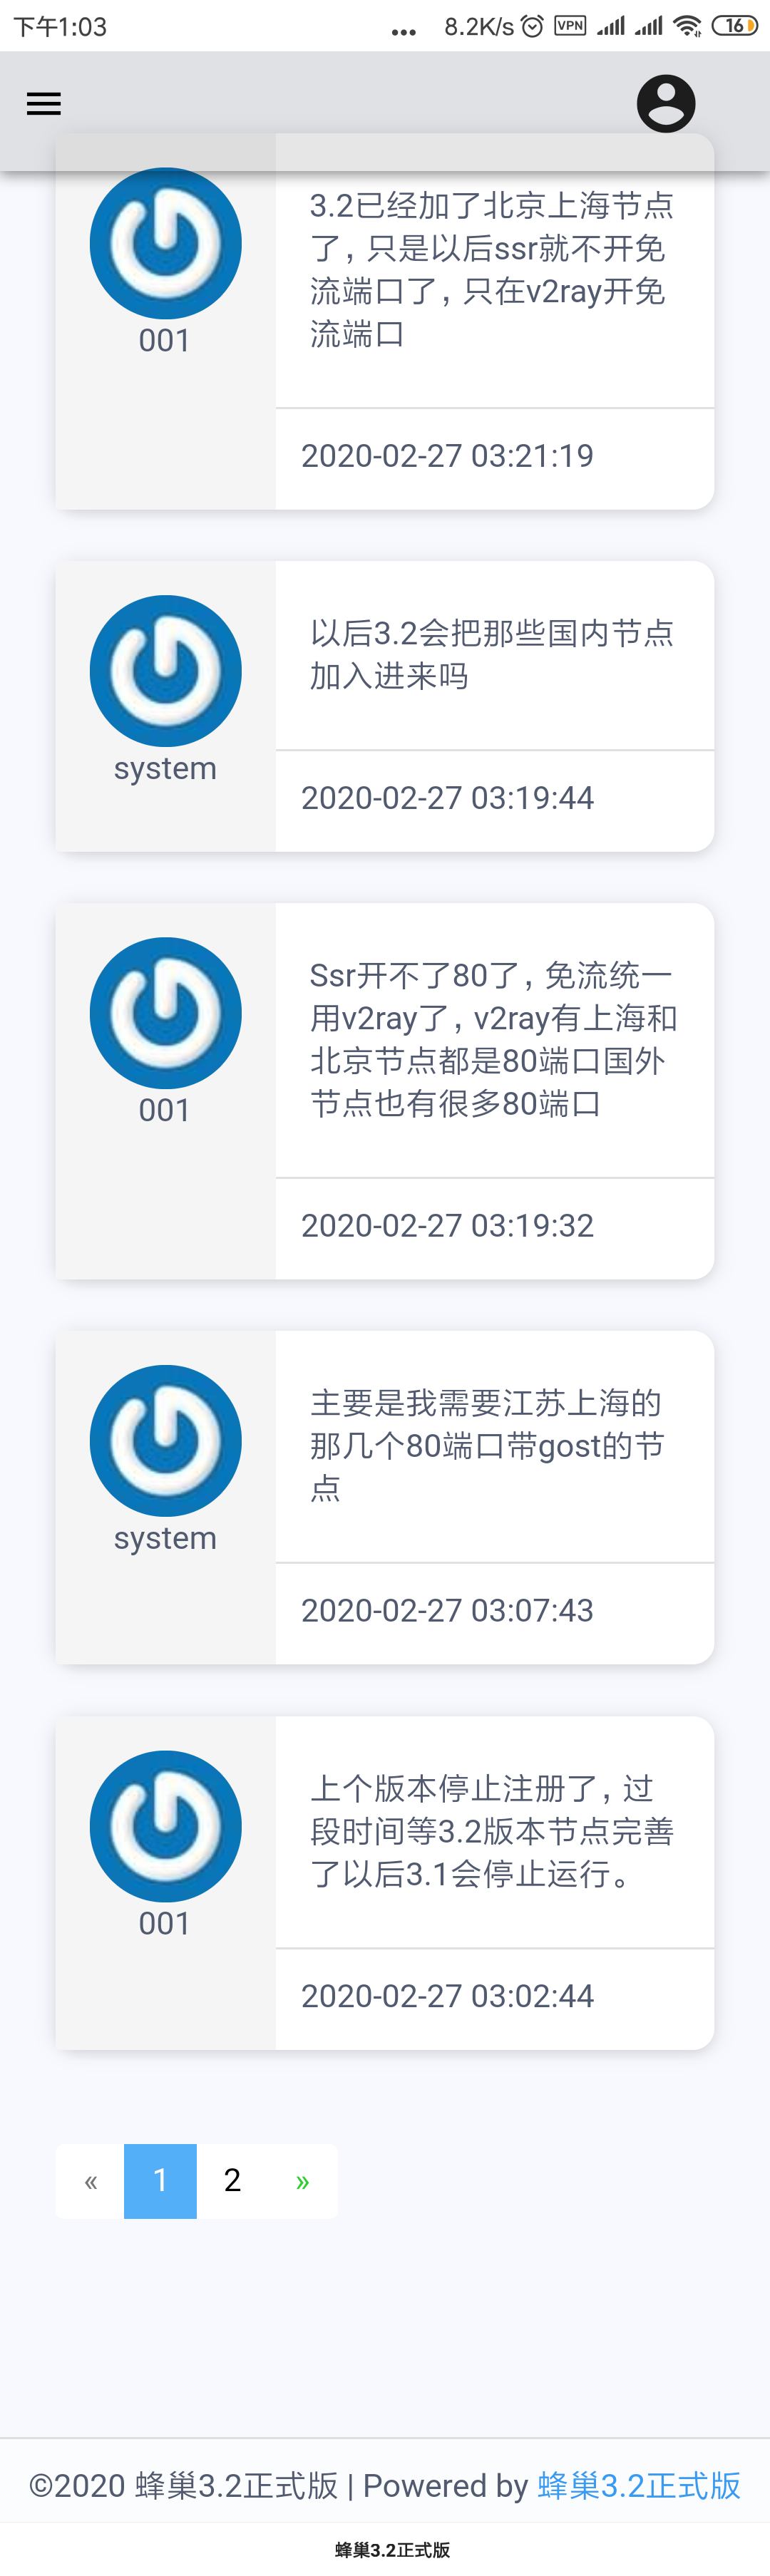 下午1:03
... 8.2K/s VPN 16
3.2已经加了北京上海节点
了，只是以后ssr就不开免
流端口了，只在v2ray开免
流端口
001
2020-02-27 03:21:19
以后3.2会把那些国内节点
加入进来吗
system
2020-02-27 03:19:44
Ssr开不了80了，免流统一
用v2ray了，v2ray有上海和
北京节点都是80端口国外
节点也有很多80端口
001
2020-02-27 03:19:32
主要是我需要江苏上海的
那几个80端口带gost的节
点
system
2020-02-27 03:07:43
上个版本停止注册了，过
段时间等3.2版本节点完善
了以后3.1会停止运行。
001
2020-02-27 03:02:44
« 1 2 »
©2020 蜂巢3.2正式版 | Powered by 蜂巢3.2正式版
蜂巢3.2正式版